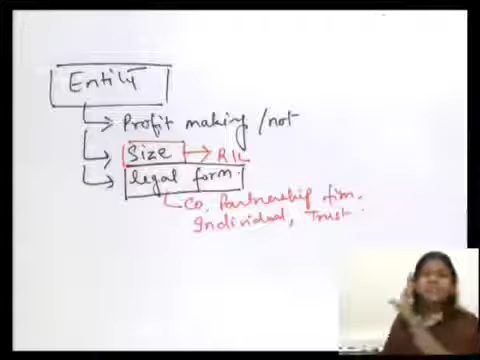 Entity
Profit making / not
Size → RIL
legal form.
Co, Partnership firm,
Individual, Trust